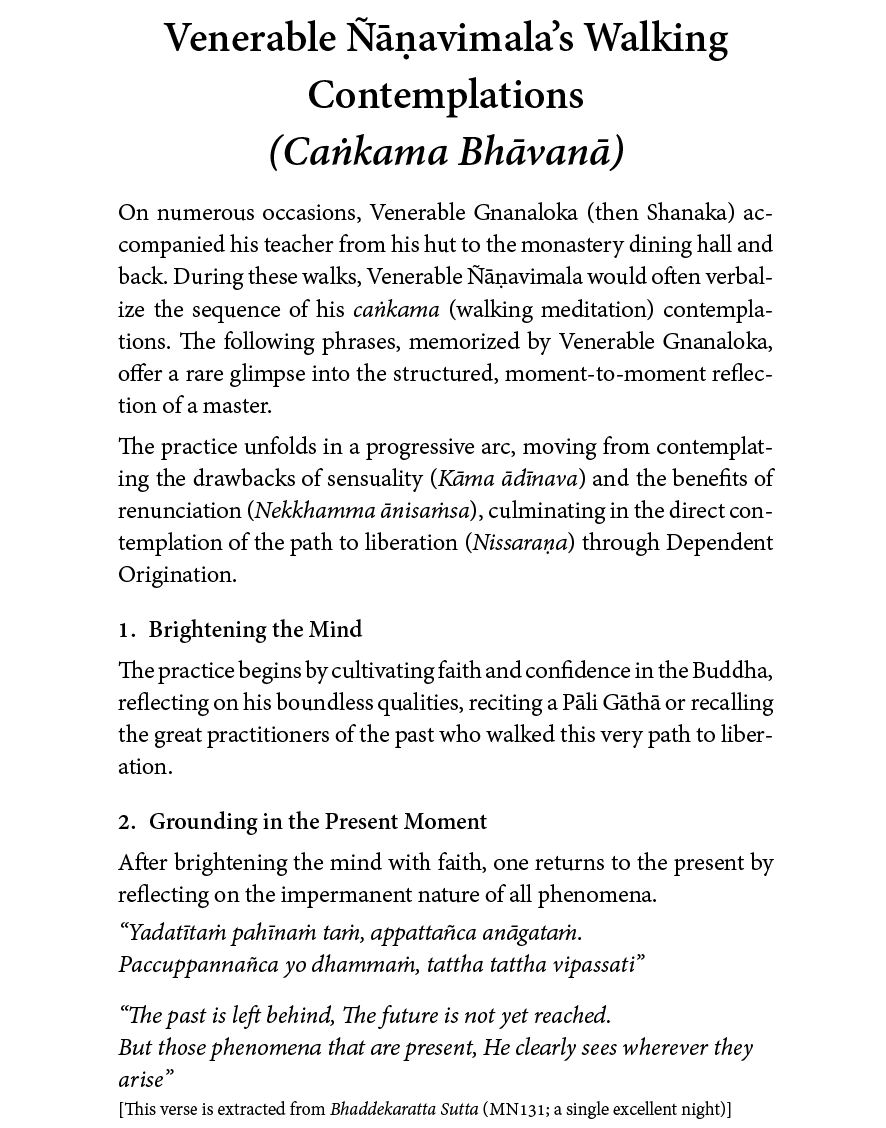 Venerable Ñāṇavimala’s Walking
Contemplations
(Caṅkama Bhāvanā)
On numerous occasions, Venerable Gnanaloka (then Shanaka) ac-
companied his teacher from his hut to the monastery dining hall and
back. During these walks, Venerable Ñāṇavimala would often verbal-
ize the sequence of his caṅkama (walking meditation) contempla-
tions. The following phrases, memorized by Venerable Gnanaloka,
offer a rare glimpse into the structured, moment-to-moment reflec-
tion of a master.
The practice unfolds in a progressive arc, moving from contemplat-
ing the drawbacks of sensuality (Kāma ādīnava) and the benefits of
renunciation (Nekkhamma ānisaṁsa), culminating in the direct con-
templation of the path to liberation (Nissaraṇa) through Dependent
Origination.
1. Brightening the Mind
The practice begins by cultivating faith and confidence in the Buddha,
reflecting on his boundless qualities, reciting a Pāli Gāthā or recalling
the great practitioners of the past who walked this very path to liber-
ation.
2. Grounding in the Present Moment
After brightening the mind with faith, one returns to the present by
reflecting on the impermanent nature of all phenomena.
“Yadatītaṁ pahīnaṁ taṁ, appattañca anāgataṁ.
Paccuppannañca yo dhammaṁ, tattha tattha vipassati”
“The past is left behind, The future is not yet reached.
But those phenomena that are present, He clearly sees wherever they
arise”
[This verse is extracted from Bhaddekaratta Sutta (MN131; a single excellent night)]